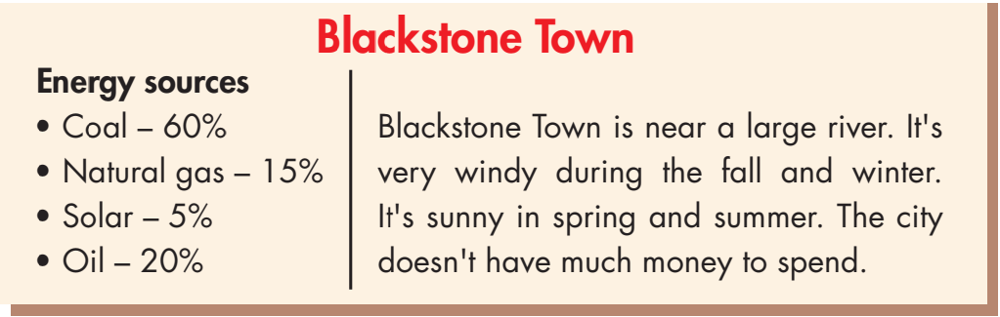 Blackstone Town
Energy sources
• Coal – 60%
• Natural gas – 15%
• Solar – 5%
• Oil – 20%
Blackstone Town is near a large river. It's
very windy during the fall and winter.
It's sunny in spring and summer. The city
doesn't have much money to spend.